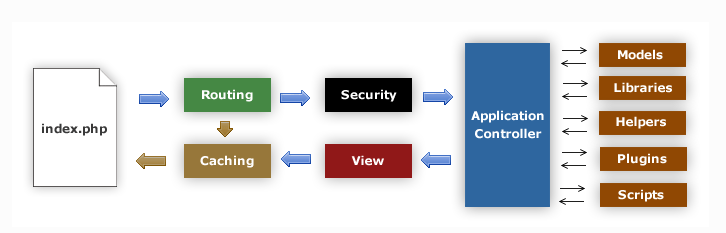 index.php
Routing
Security
Caching
View
Application
Controller
Models
Libraries
Helpers
Plugins
Scripts